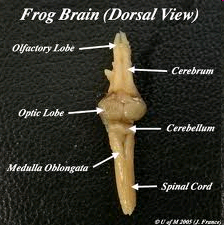 Frog Brain (Dorsal View)
Olfactory Lobe
Cerebrum
Optic Lobe
Cerebellum
Medulla Oblongata
Spinal Cord
© U of M 2005 (J. France)